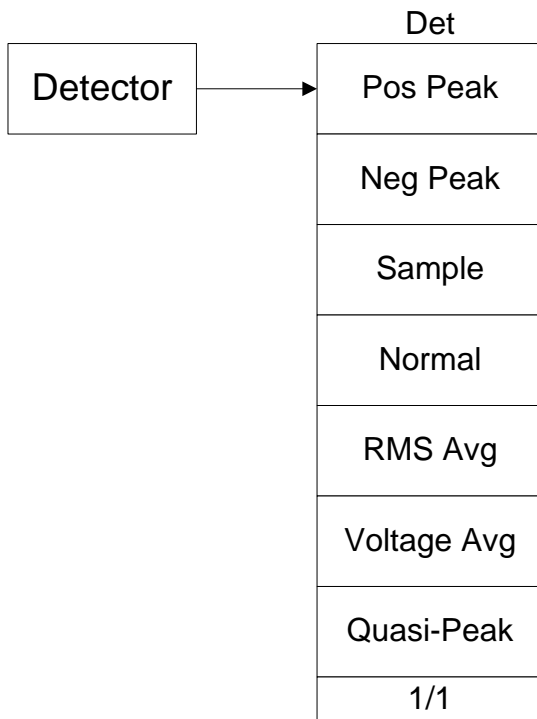 Det
Detector
Pos Peak
Neg Peak
Sample
Normal
RMS Avg
Voltage Avg
Quasi-Peak
1/1